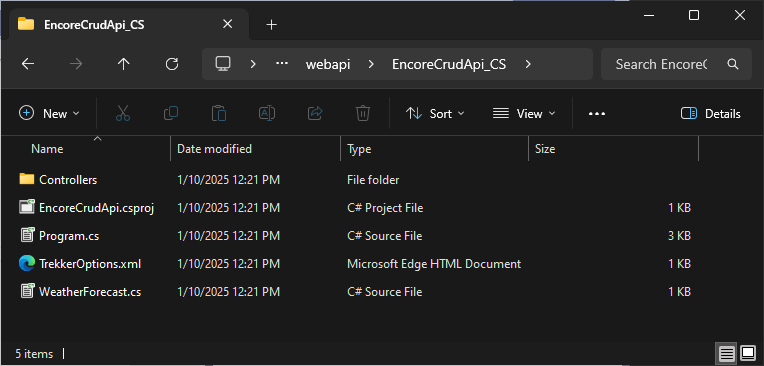 EncoreCrudApi_CS
webapi EncoreCrudApi_CS Search EncoreC
New Sort View Details
Name Date modified Type Size
Controllers 1/10/2025 12:21 PM File folder
EncoreCrudApi.csproj 1/10/2025 12:21 PM C# Project File 1 KB
Program.cs 1/10/2025 12:21 PM C# Source File 3 KB
TrekkerOptions.xml 1/10/2025 12:21 PM Microsoft Edge HTML Document 1 KB
WeatherForecast.cs 1/10/2025 12:21 PM C# Source File 1 KB
5 items